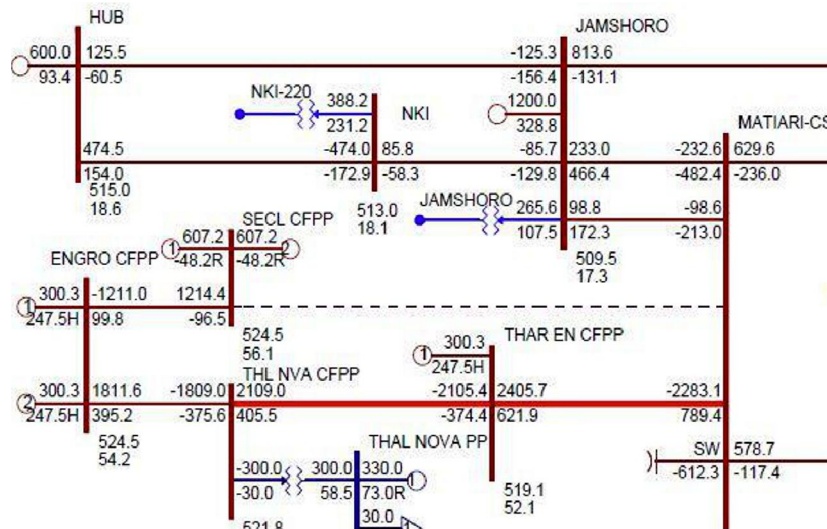 HUB
JAMSHORO
600.0 125.5 -125.3 813.6
93.4 -60.5 -156.4 -131.1
NKI-220 388.2 NKI 1200.0
231.2 328.8 MATIARI-CS
474.5 -474.0 85.8 -85.7 233.0 -232.6 629.6
154.0 -172.9 -58.3 -129.8 466.4 -482.4 -236.0
515.0
18.6
JAMSHORO 265.6 98.8 -98.6
513.0 107.5 172.3 -213.0
18.1
SECL CFPP 509.5
607.2 607.2 17.3
1 2
-48.2R -48.2R
ENGRO CFPP
300.3 -1211.0 1214.4
1
247.5H 99.8 -96.5
524.5 THAR EN CFPP
56.1 300.3
1
THL NVA CFPP 247.5H
300.3 1811.6 -1809.0 2109.0 -2105.4 2405.7 -2283.1
2
247.5H 395.2 -375.6 405.5 -374.4 621.9 789.4
524.5 THAL NOVA PP SW 578.7
54.2 -612.3 -117.4
-300.0 300.0 330.0
1
-30.0 58.5 73.0R 519.1
52.1
30.0
1
521.8